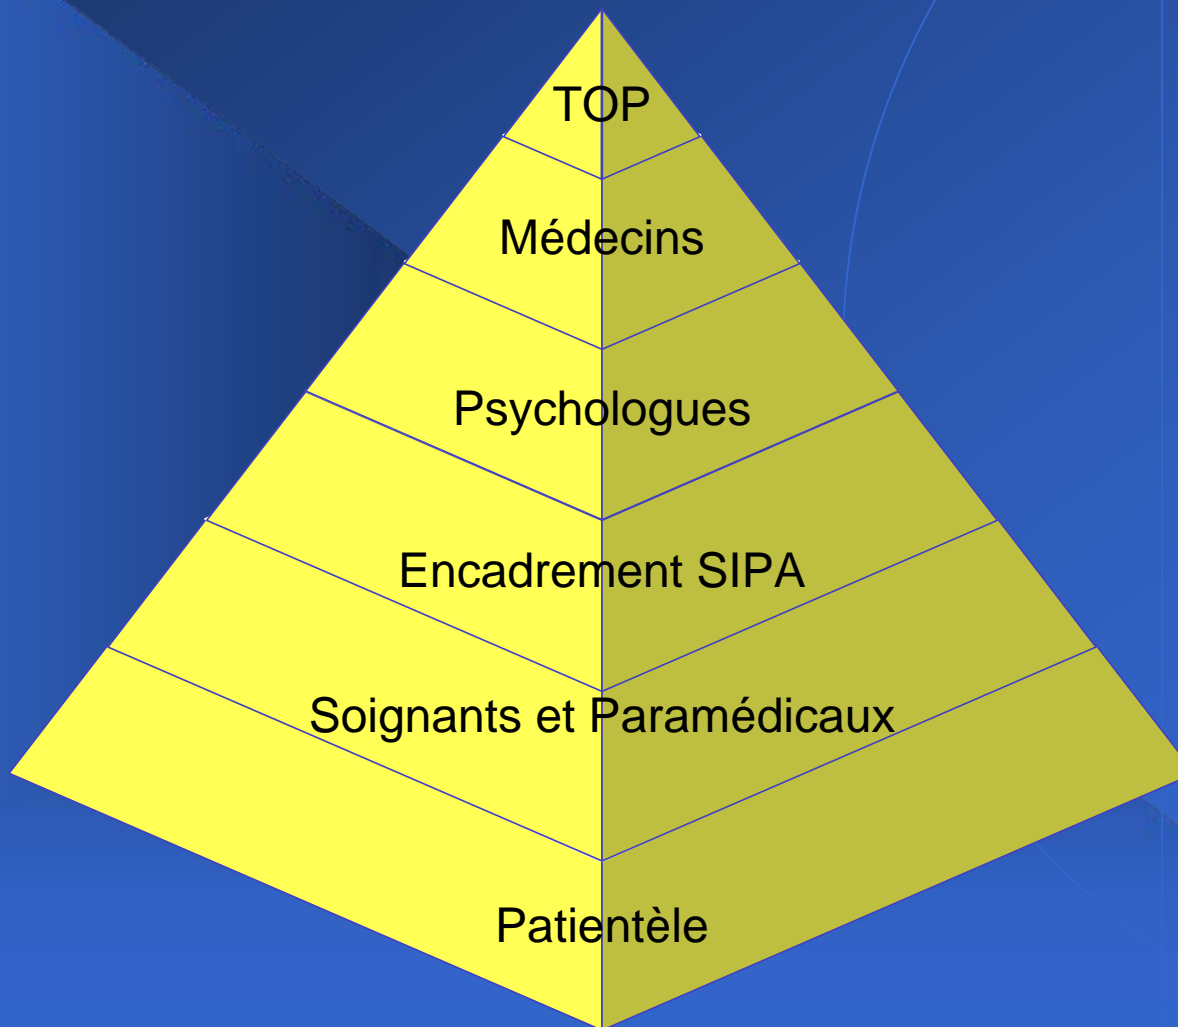 TOP
Médecins
Psychologues
Encadrement SIPA
Soignants et Paramédicaux
Patientèle